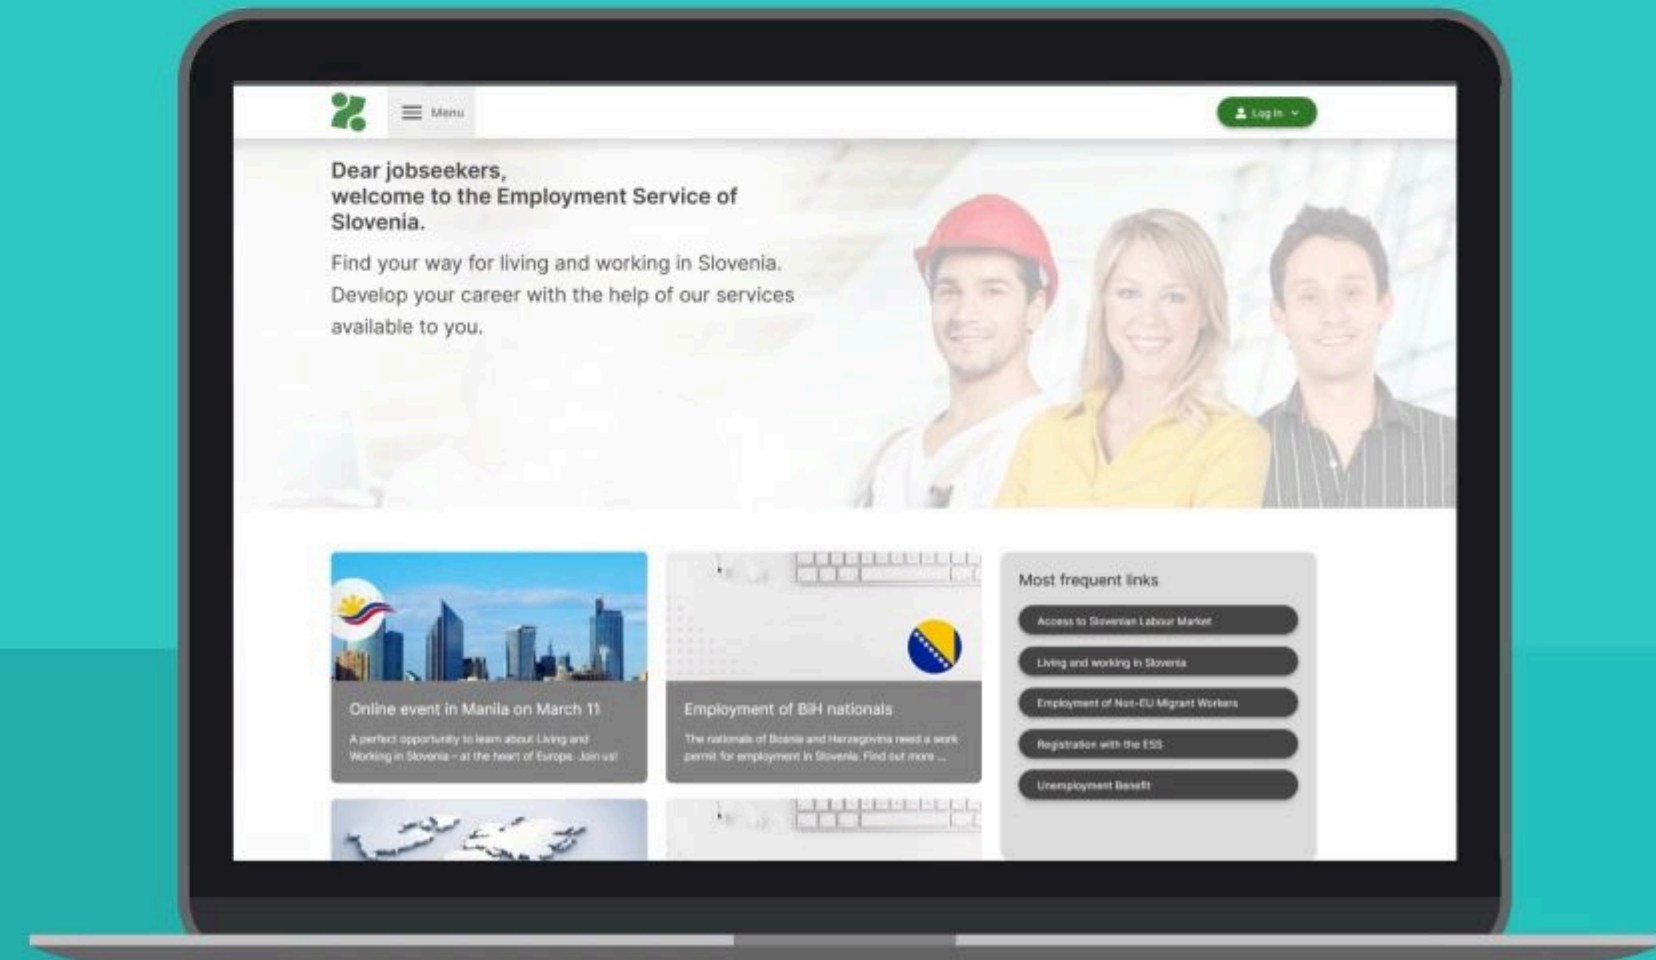 Menu
Log In
Dear jobseekers,
welcome to the Employment Service of
Slovenia.
Find your way for living and working in Slovenia.
Develop your career with the help of our services
available to you.
Online event in Manila on March 11
A perfect opportunity to learn about Living and
Working in Slovenia – at the heart of Europe. Join us!
Employment of BiH nationals
The nationals of Bosnia and Herzegovina need a work
permit for employment in Slovenia. Find out more ...
Most frequent links
Access to Slovenian Labour Market
Living and working in Slovenia
Employment of Non-EU Migrant Workers
Registration with the ESS
Unemployment Benefit